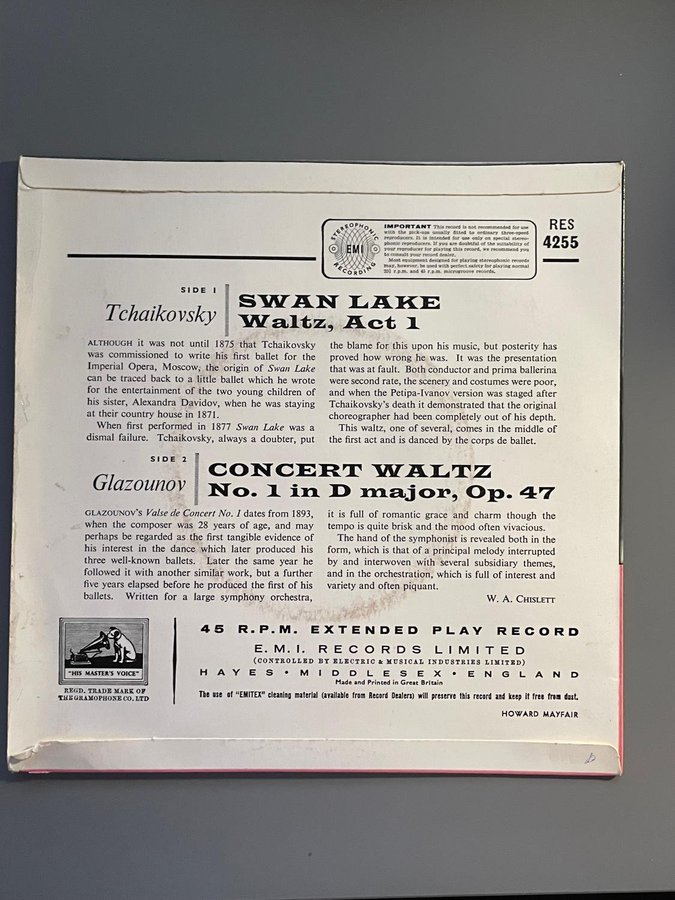 STEREOPHONIC
EMI
RECORDING
IMPORTANT This record is not recommended for use
with the pick-ups usually fitted to ordinary three-speed
reproducers. It is intended for use only on special stereo-
phonic reproducers. If you are doubtful of the suitability of
your reproducer for playing this record, we recommend you
to consult your record dealer.
Most equipment designed for playing stereophonic records
may, however, be used with perfect safety for playing normal
33⅓ r.p.m. and 45 r.p.m. microgroove records.
RES
4255
SIDE 1
Tchaikovsky
SWAN LAKE
Waltz, Act 1
ALTHOUGH it was not until 1875 that Tchaikovsky
was commissioned to write his first ballet for the
Imperial Opera, Moscow, the origin of Swan Lake
can be traced back to a little ballet which he wrote
for the entertainment of the two young children of
his sister, Alexandra Davidov, when he was staying
at their country house in 1871.
When first performed in 1877 Swan Lake was a
dismal failure. Tchaikovsky, always a doubter, put
the blame for this upon his music, but posterity has
proved how wrong he was. It was the presentation
that was at fault. Both conductor and prima ballerina
were second rate, the scenery and costumes were poor,
and when the Petipa-Ivanov version was staged after
Tchaikovsky's death it demonstrated that the original
choreographer had been completely out of his depth.
This waltz, one of several, comes in the middle of
the first act and is danced by the corps de ballet.
SIDE 2
Glazounov
CONCERT WALTZ
No. 1 in D major, Op. 47
GLAZOUNOV'S Valse de Concert No. 1 dates from 1893,
when the composer was 28 years of age, and may
perhaps be regarded as the first tangible evidence of
his interest in the dance which later produced his
three well-known ballets. Later the same year he
followed it with another similar work, but a further
five years elapsed before he produced the first of his
ballets. Written for a large symphony orchestra,
it is full of romantic grace and charm though the
tempo is quite brisk and the mood often vivacious.
The hand of the symphonist is revealed both in the
form, which is that of a principal melody interrupted
by and interwoven with several subsidiary themes,
and in the orchestration, which is full of interest and
variety and often piquant.
W. A. CHISLETT
"HIS MASTER'S VOICE"
REGD. TRADE MARK OF
THE GRAMOPHONE CO. LTD
45 R.P.M. EXTENDED PLAY RECORD
E.M.I. RECORDS LIMITED
(CONTROLLED BY ELECTRIC & MUSICAL INDUSTRIES LIMITED)
HAYES • MIDDLESEX • ENGLAND
Made and Printed in Great Britain
The use of "EMITEX" cleaning material (available from Record Dealers) will preserve this record and keep it free from dust.
HOWARD MAYFAIR